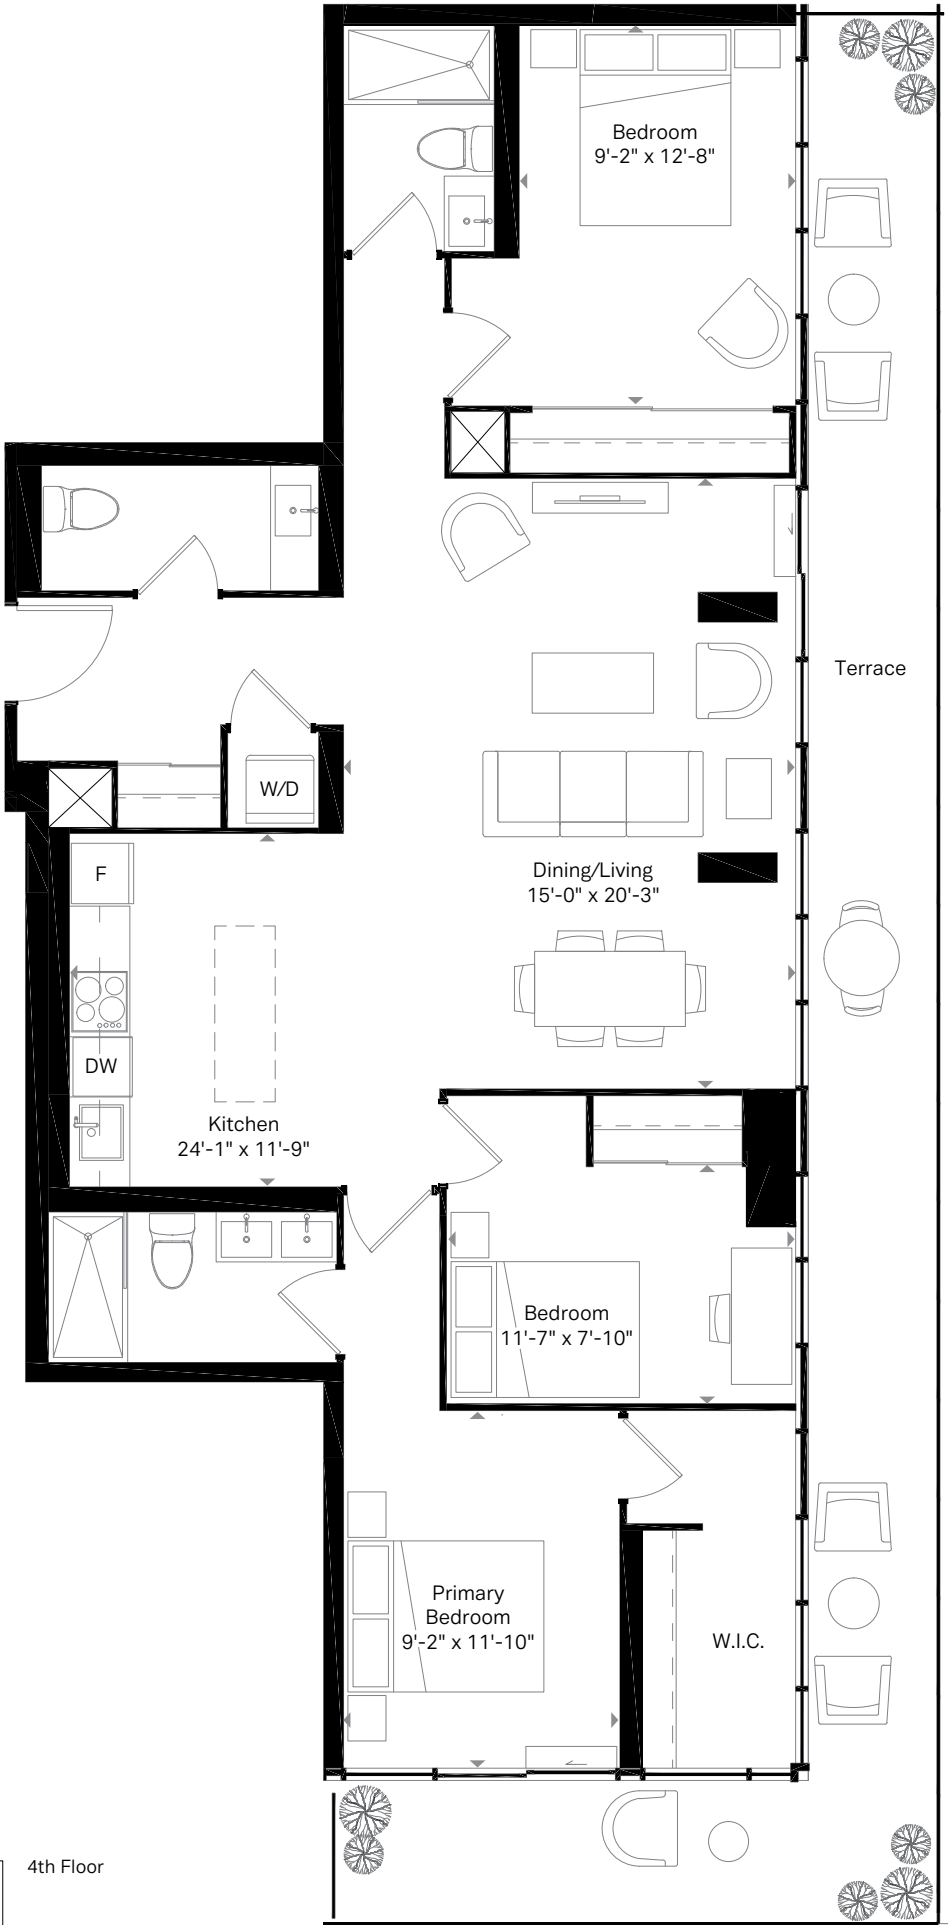 Bedroom
9'-2" x 12'-8"
Terrace
W/D
F
Dining/Living
15'-0" x 20'-3"
DW
Kitchen
24'-1" x 11'-9"
Bedroom
11'-7" x 7'-10"
Primary
Bedroom
9'-2" x 11'-10"
W.I.C.
4th Floor